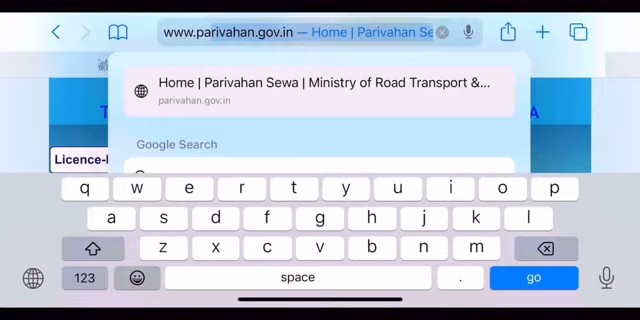 www.parivahan.gov.in — Home | Parivahan Se
Home | Parivahan Sewa | Ministry of Road Transport &...
parivahan.gov.in
T
A
Google Search
Licence-
q w e r t y u i o p
a s d f g h j k l
z x c v b n m
123
space
.
go